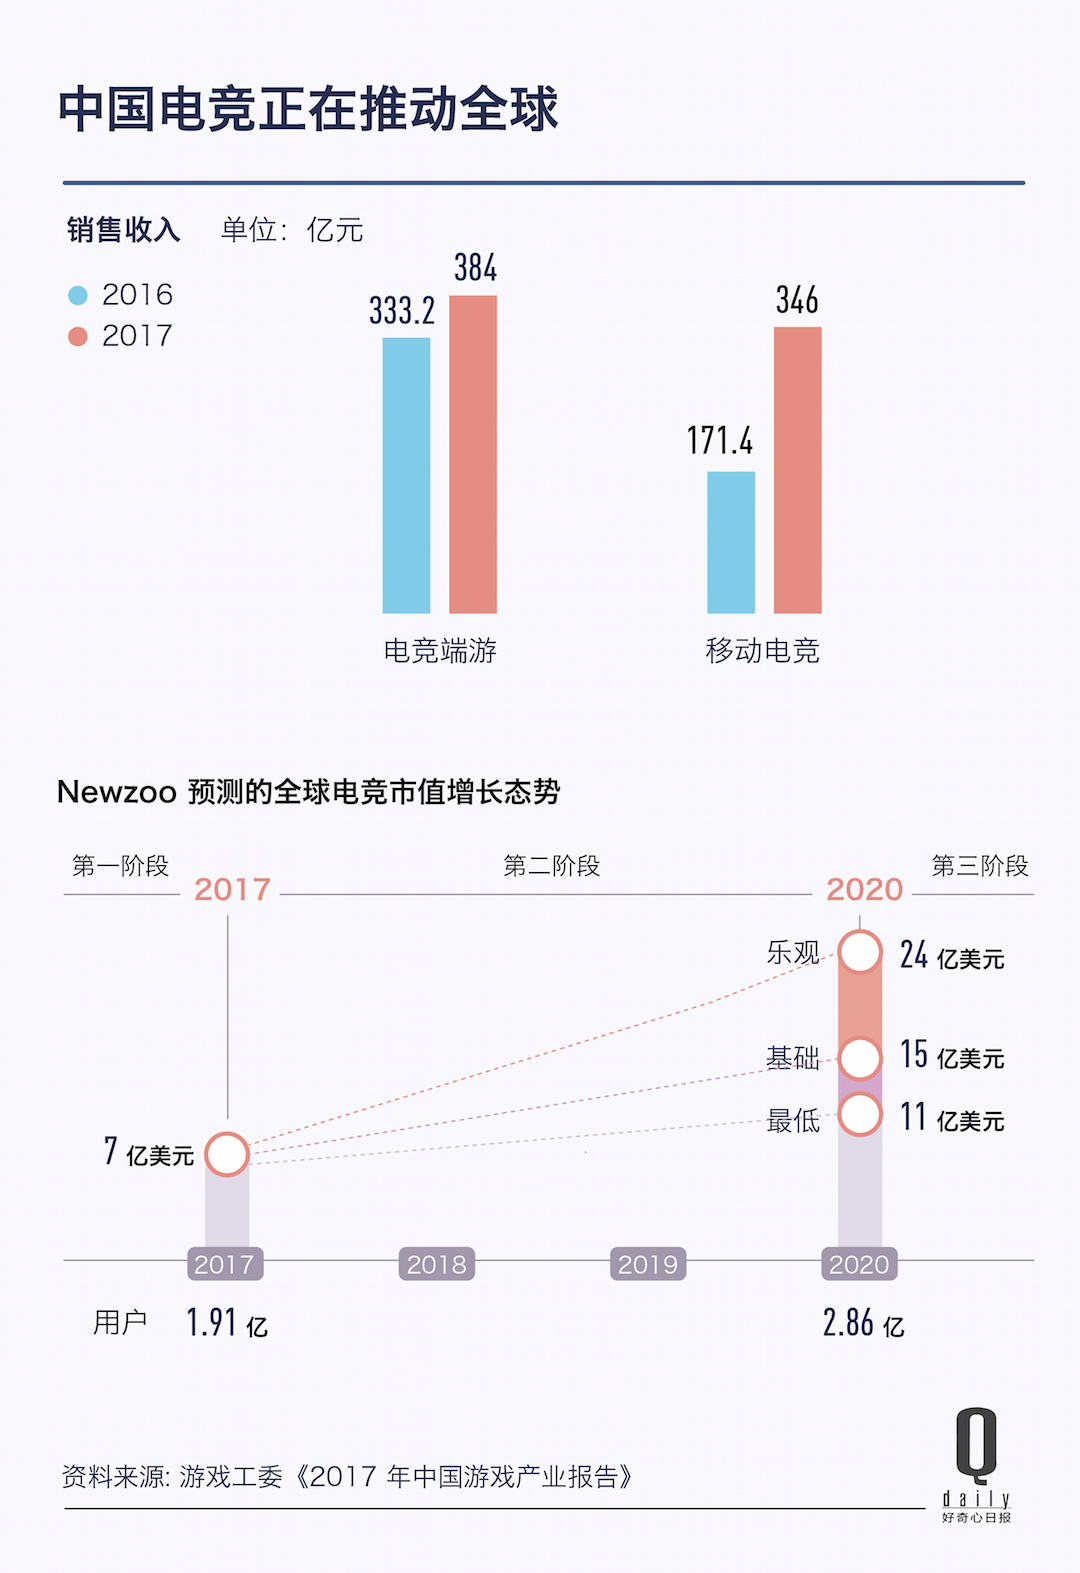 中国电竞正在推动全球
销售收入 单位：亿元
2016
2017
333.2
384
171.4
346
电竞端游
移动电竞
Newzoo 预测的全球电竞市值增长态势
第一阶段
2017
第二阶段
2020
第三阶段
乐观
24 亿美元
基础
15 亿美元
最低
11 亿美元
7 亿美元
2017
2018
2019
2020
用户
1.91 亿
2.86 亿
资料来源: 游戏工委《2017 年中国游戏产业报告》
Q
daily
好奇心日报